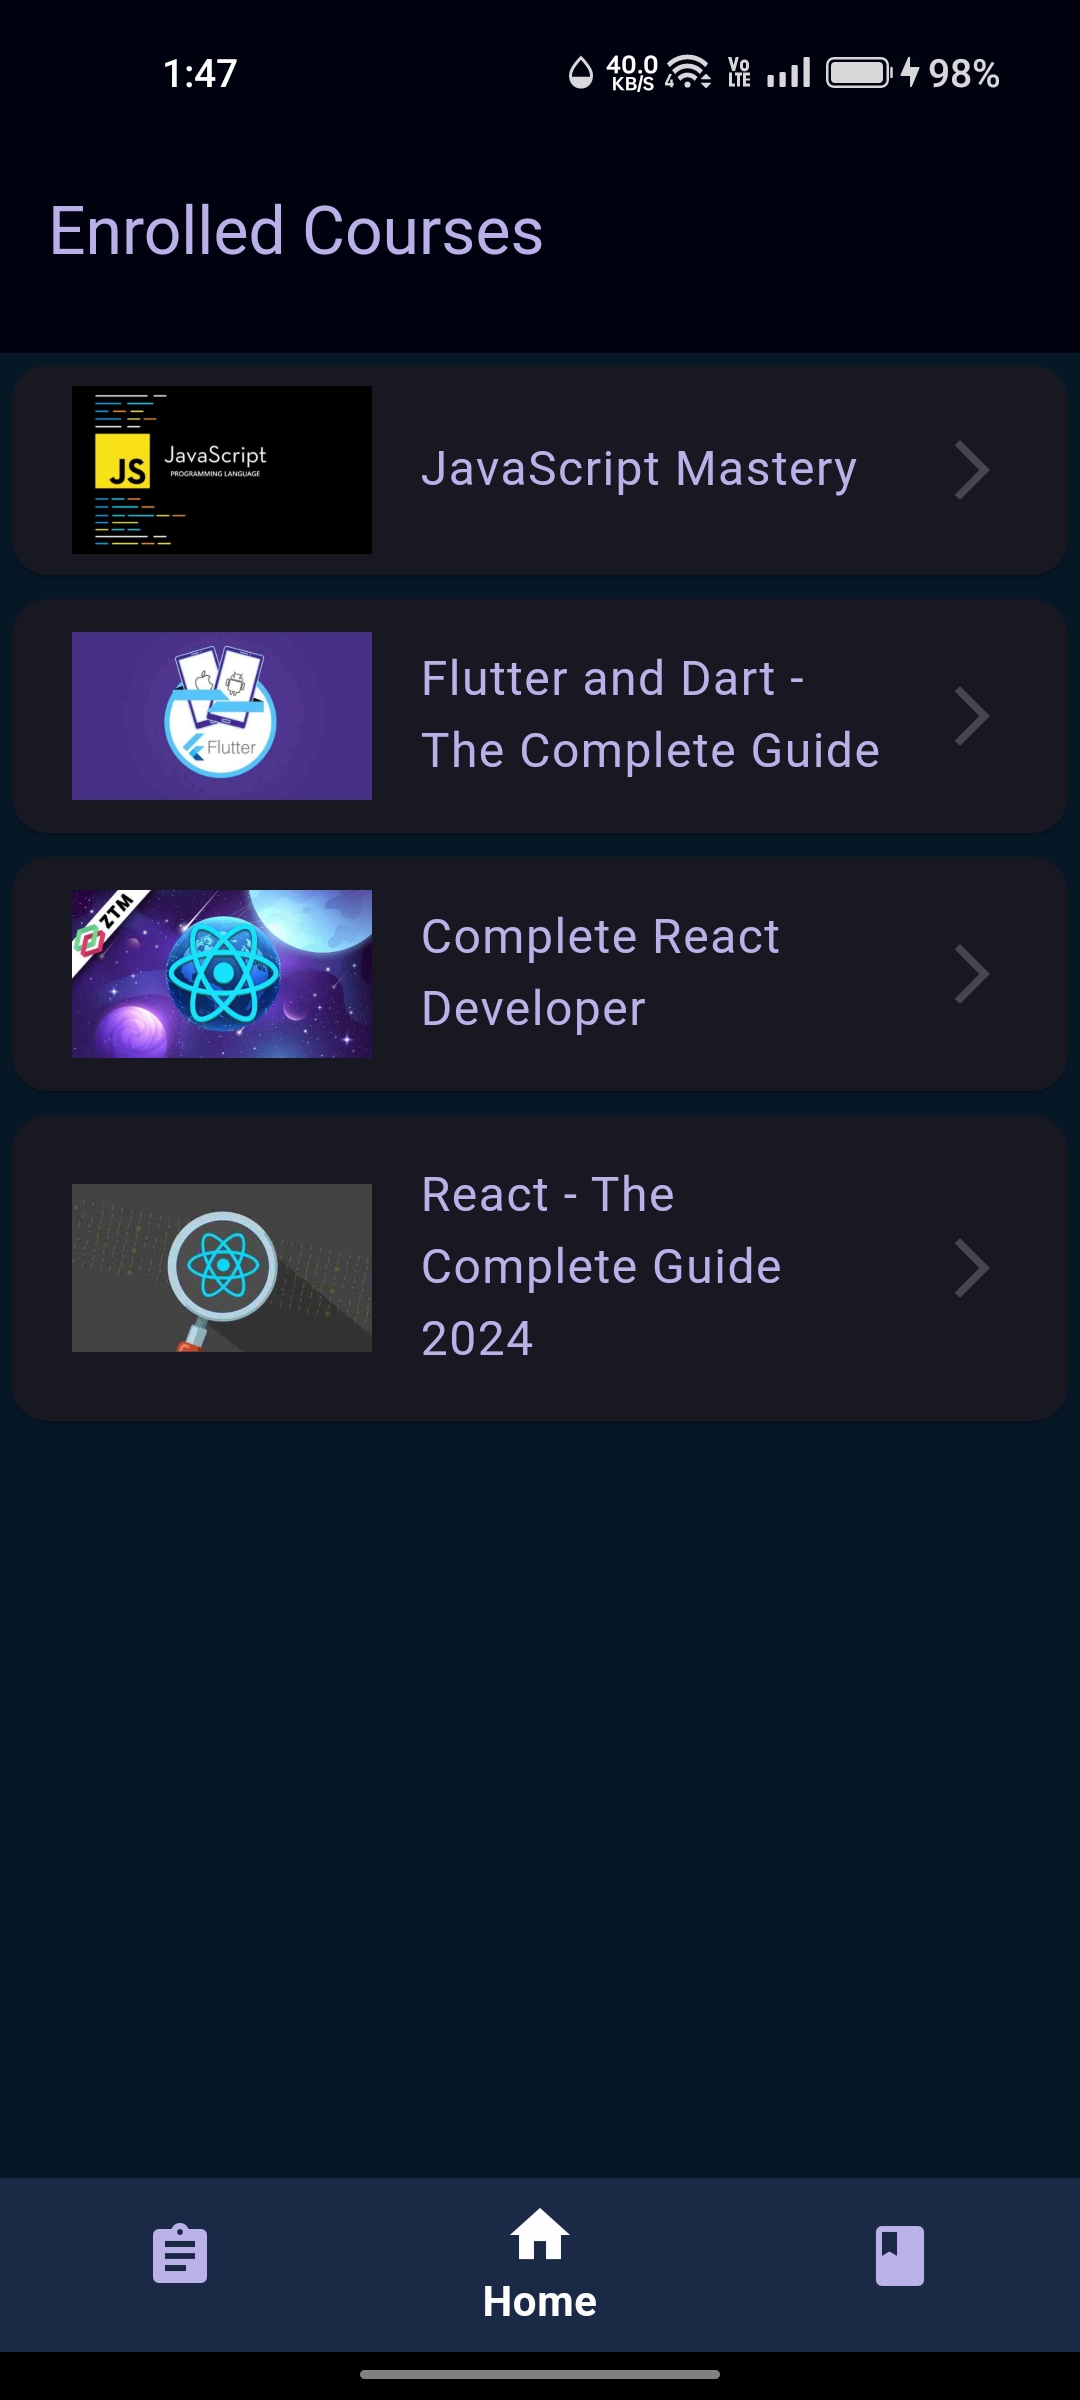 1:47
40.0
KB/S
4
Vo
LTE
98%
Enrolled Courses
JS
JavaScript
PROGRAMMING LANGUAGE
JavaScript Mastery
Flutter
Flutter and Dart -
The Complete Guide
ZTM
Complete React
Developer
React - The
Complete Guide
2024
Home